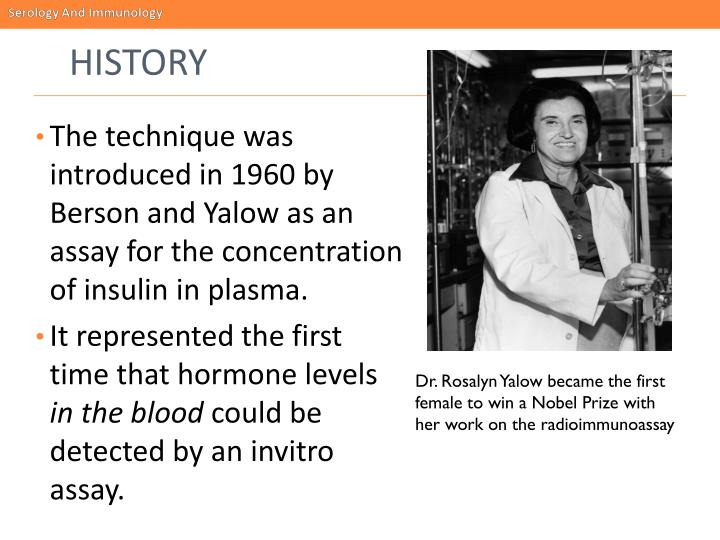 Serology And Immunology
HISTORY
• The technique was
introduced in 1960 by
Berson and Yalow as an
assay for the concentration
of insulin in plasma.
• It represented the first
time that hormone levels
in the blood could be
detected by an invitro
assay.
Dr. Rosalyn Yalow became the first
female to win a Nobel Prize with
her work on the radioimmunoassay